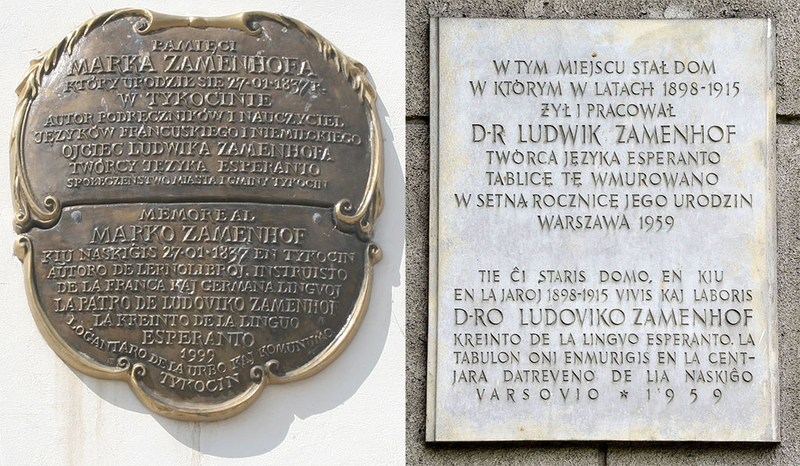 PAMIĘCI
MARKA ZAMENHOFA
KTÓRY URODZIŁ SIĘ 27-01-1837 R.
W TYKOCINIE
AUTOR PODRĘCZNIKÓW I NAUCZYCIEL
JĘZYKÓW FRANCUSKIEGO I NIEMIECKIEGO
OJCIEC LUDWIKA ZAMENHOFA
TWÓRCY JĘZYKA ESPERANTO
SPOŁECZEŃSTWO MIASTA I GMINY TYKOCIN
MEMORE AL
MARKO ZAMENHOF
KIU NASKIĜIS 27-01-1837 EN TYKOCIN
AŬTORO DE LERNOLIBROJ, INSTRUISTO
DE LA FRANCA KAJ GERMANA LINGVOJ
LA PATRO DE LUDOVIKO ZAMENHOF
LA KREINTO DE LA LINGUO
ESPERANTO
1999
LOĜANTARO DE LA URBO KAJ KOMUNUMO
TYKOCIN
W TYM MIEJSCU STAŁ DOM
W KTÓRYM W LATACH 1898-1915
ŻYŁ I PRACOWAŁ
D-R LUDWIK ZAMENHOF
TWÓRCA JĘZYKA ESPERANTO
TABLICĘ TĘ WMUROWANO
W SETNĄ ROCZNICĘ JEGO URODZIN
WARSZAWA 1959
TIE ĈI STARIS DOMO, EN KIU
EN LA JAROJ 1898-1915 VIVIS KAJ LABORIS
D-RO LUDOVIKO ZAMENHOF
KREINTO DE LA LINGVO ESPERANTO. LA
TABULON ONI ENMURIGIS EN LA CENT-
JARA DATREVENO DE LIA NASKIĜO
VARSOVIO * 1959